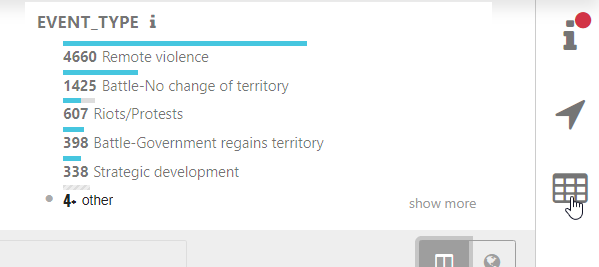 EVENT_TYPE
4660 Remote violence
1425 Battle-No change of territory
607 Riots/Protests
398 Battle-Government regains territory
338 Strategic development
4+ other
show more